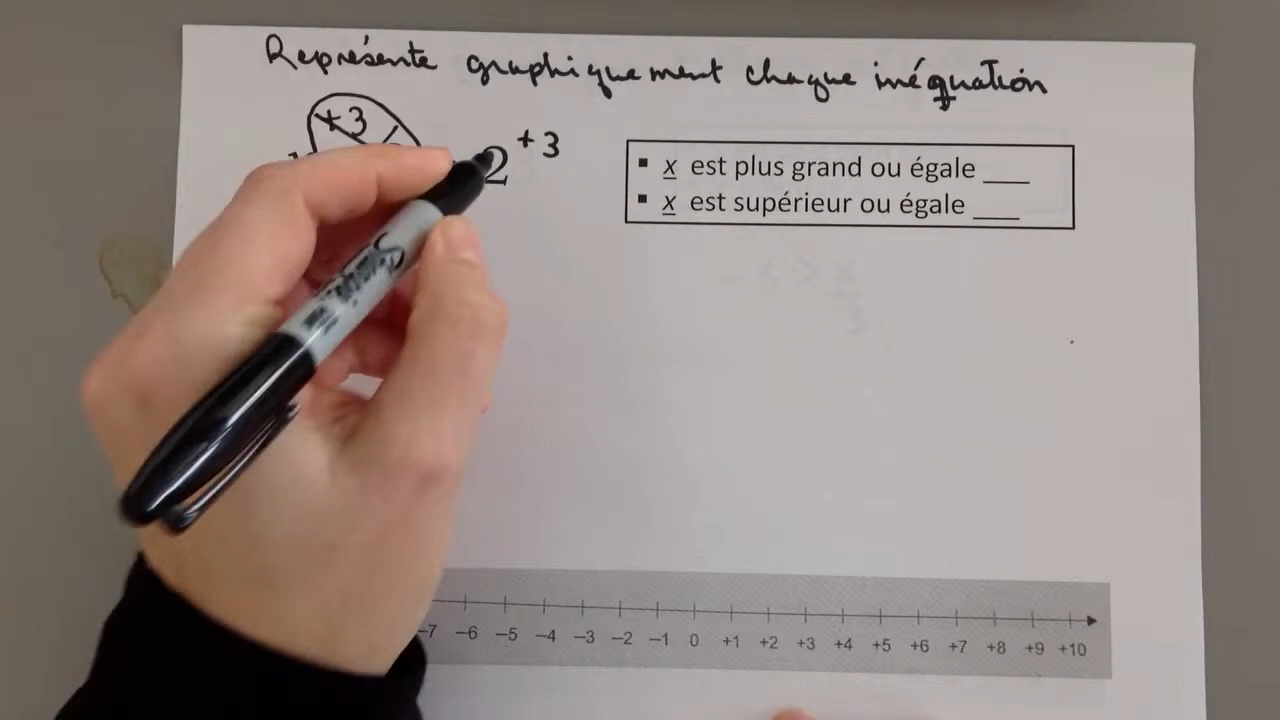 Représente graphiquement chaque inéquation
+3
2 +3
▪ x est plus grand ou égale ___
▪ x est supérieur ou égale ___
−7 −6 −5 −4 −3 −2 −1 0 +1 +2 +3 +4 +5 +6 +7 +8 +9 +10